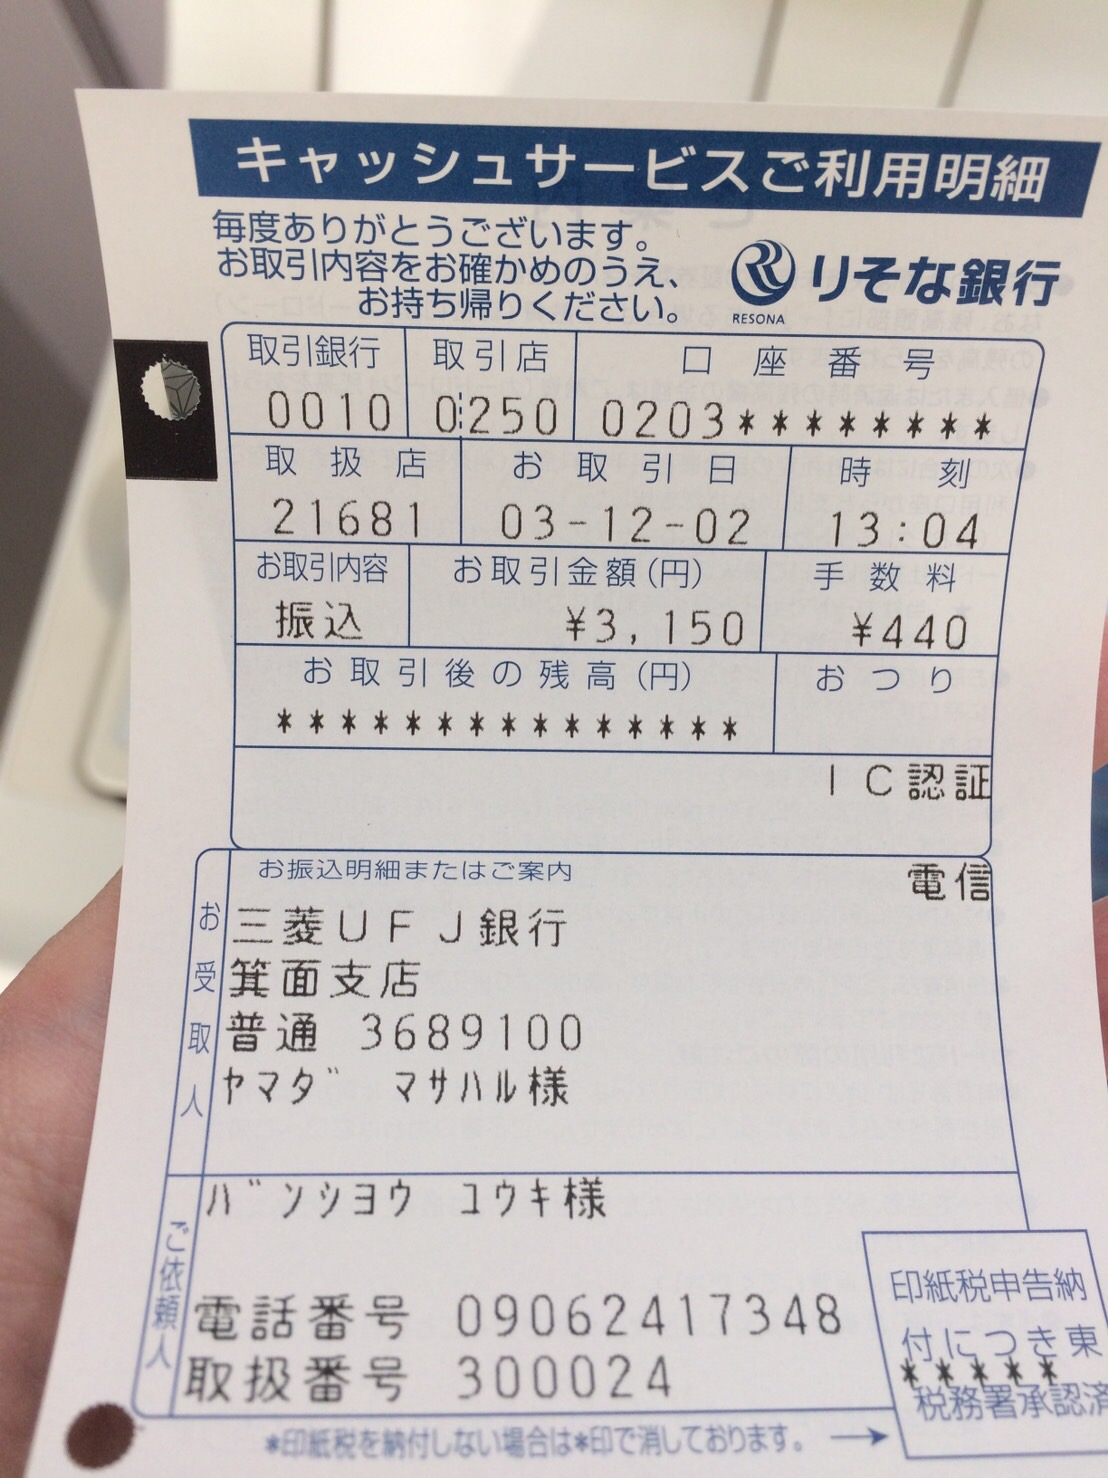 キャッシュサービスご利用明細
毎度ありがとうございます。
お取引内容をお確かめのうえ、
お持ち帰りください。
りそな銀行
RESONA
取引銀行 取引店 口座番号
0010 0250 0203********
取扱店 お取引日 時刻
21681 03-12-02 13:04
お取引内容 お取引金額(円) 手数料
振込 ¥3,150 ¥440
お取引後の残高(円) おつり
***************
IC認証
お振込明細またはご案内
電信
お受取人
三菱UFJ銀行
箕面支店
普通 3689100
ヤマダ マサハル様
ご依頼人
バンシヨウ ユウキ様
電話番号 09062417348
取扱番号 300024
印紙税申告納
付につき東
*****
税務署承認済
*印紙税を納付しない場合は*印で消しております。 →